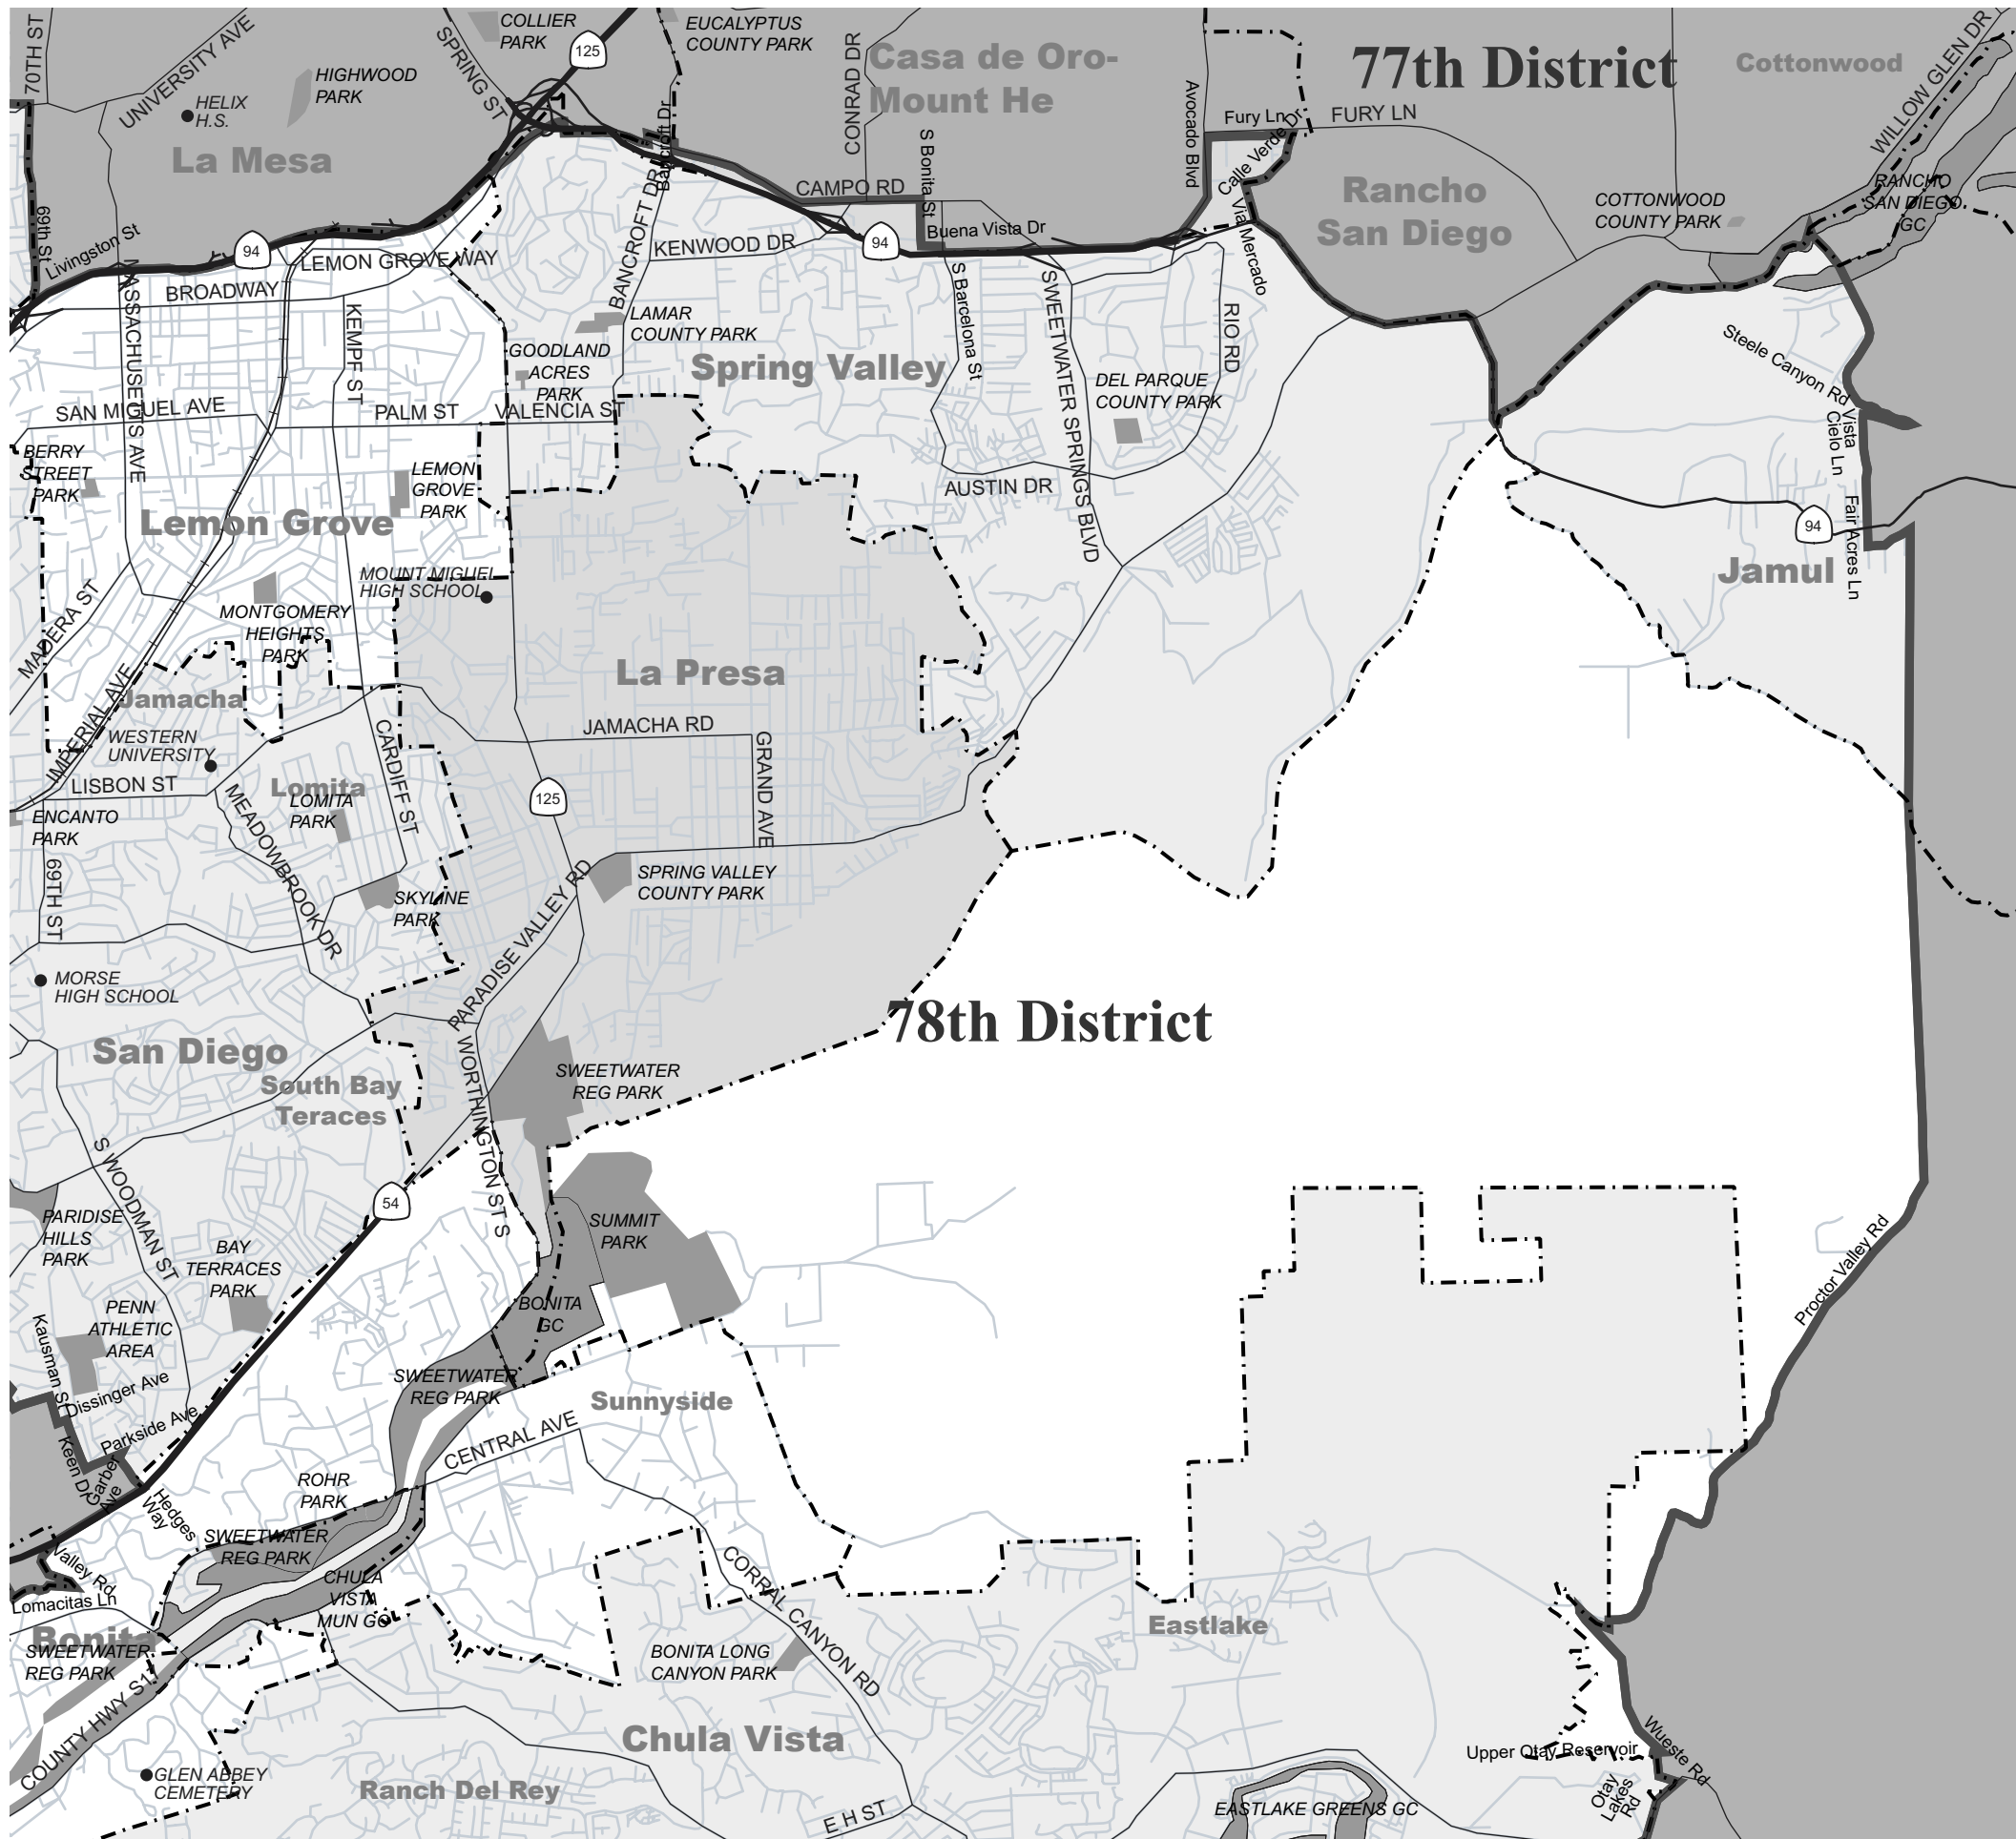 70TH ST
UNIVERSITY AVE
SPRING ST
COLLIER
PARK
125
EUCALYPTUS
COUNTY PARK
CONRAD DR
Casa de Oro-
Mount He
77th District
Cottonwood
WILLOW GLEN DR
HIGHWOOD
PARK
HELIX
H.S.
La Mesa
Bancroft Dr
S Bonita St
Avocado Blvd
Fury Ln
FURY LN
Calle Verde Dr
Rancho
San Diego
COTTONWOOD
COUNTY PARK
RANCHO
SAN DIEGO
GC
CAMPO RD
69th St
Livingston St
94
LEMON GROVE WAY
BROADWAY
BANCROFT DR
KENWOOD DR
94
Buena Vista Dr
Via Mercado
MASSACHUSETTS AVE
KEMPF ST
LAMAR
COUNTY PARK
GOODLAND
ACRES
PARK
Spring Valley
S Barcelona St
SWEETWATER SPRINGS BLVD
RIO RD
DEL PARQUE
COUNTY PARK
Steele Canyon Rd
Vista
Cielo Ln
SAN MIGUEL AVE
PALM ST
VALENCIA ST
BERRY
STREET
PARK
LEMON
GROVE
PARK
AUSTIN DR
Lemon Grove
94
Fair Acres Ln
Jamul
MOUNT MIGUEL
HIGH SCHOOL
MADERA ST
MONTGOMERY
HEIGHTS
PARK
La Presa
Jamacha
IMPERIAL AVE
WESTERN
UNIVERSITY
CARDIFF ST
JAMACHA RD
GRAND AVE
LISBON ST
Lomita
LOMITA
PARK
125
ENCANTO
PARK
MEADOWBROOK DR
69TH ST
SKYLINE
PARK
PARADISE VALLEY RD
SPRING VALLEY
COUNTY PARK
MORSE
HIGH SCHOOL
78th District
San Diego
South Bay
Teraces
WORTHINGTON ST S
SWEETWATER
REG PARK
S WOODMAN ST
54
PARIDISE
HILLS
PARK
BAY
TERRACES
PARK
SUMMIT
PARK
Proctor Valley Rd
PENN
ATHLETIC
AREA
BONITA
GC
Kausman St
Dissinger Ave
SWEETWATER
REG PARK
Sunnyside
Parkside Ave
Keen Dr
Garber
Ave
CENTRAL AVE
Hedges
Way
ROHR
PARK
SWEETWATER
REG PARK
Valley Rd
Lomacitas Ln
CHULA
VISTA
MUN GC
CORRAL CANYON RD
Eastlake
Bonita
SWEETWATER
REG PARK
BONITA LONG
CANYON PARK
COUNTY HWY S17
Chula Vista
Upper Otay Reservoir
Wueste Rd
GLEN ABBEY
CEMETERY
Ranch Del Rey
Otay
Lakes
Rd
E H ST
EASTLAKE GREENS GC